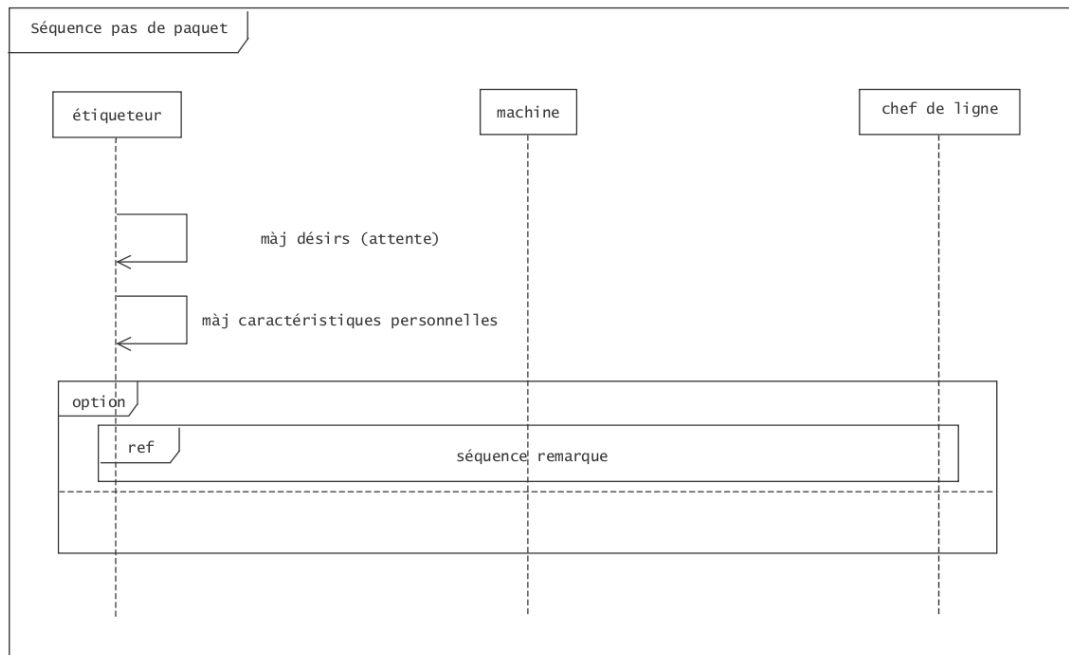 Séquence pas de paquet
étiqueteur
machine
chef de ligne
màj désirs (attente)
màj caractéristiques personnelles
option
ref
séquence remarque